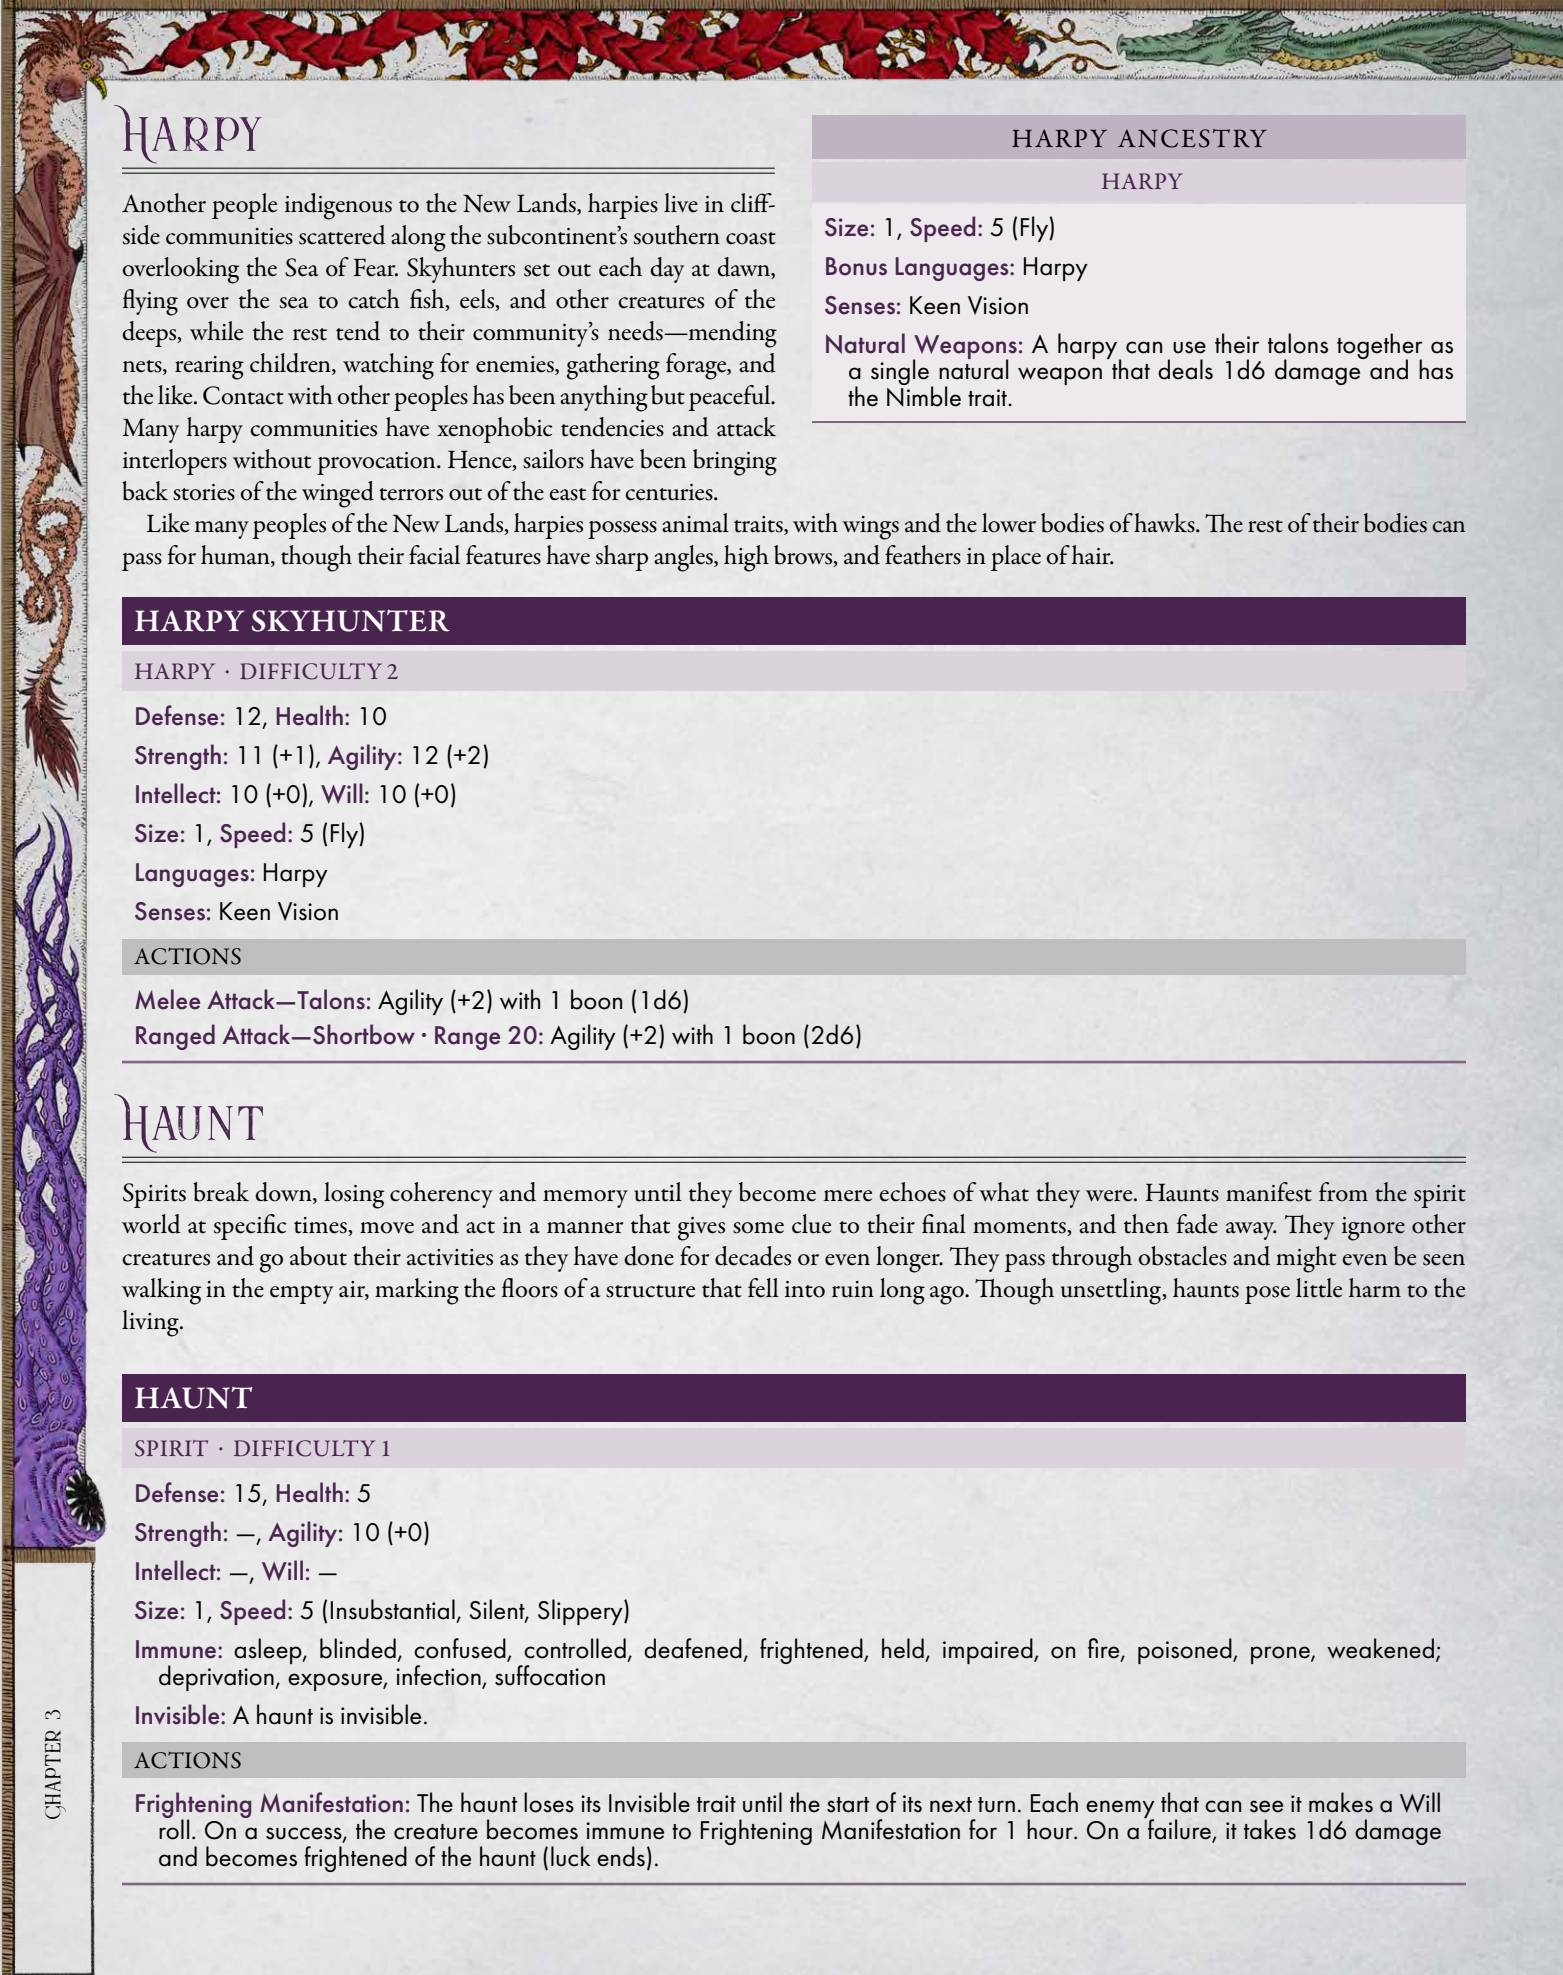 HARPY
Another people indigenous to the New Lands, harpies live in cliff-
side communities scattered along the subcontinent's southern coast
overlooking the Sea of Fear. Skyhunters set out each day at dawn,
flying over the sea to catch fish, eels, and other creatures of the
deeps, while the rest tend to their community's needs—mending
nets, rearing children, watching for enemies, gathering forage, and
the like. Contact with other peoples has been anything but peaceful.
Many harpy communities have xenophobic tendencies and attack
interlopers without provocation. Hence, sailors have been bringing
back stories of the winged terrors out of the east for centuries.
Like many peoples of the New Lands, harpies possess animal traits, with wings and the lower bodies of hawks. The rest of their bodies can
pass for human, though their facial features have sharp angles, high brows, and feathers in place of hair.
HARPY ANCESTRY
HARPY
Size: 1, Speed: 5 (Fly)
Bonus Languages: Harpy
Senses: Keen Vision
Natural Weapons: A harpy can use their talons together as
a single natural weapon that deals 1d6 damage and has
the Nimble trait.
HARPY SKYHUNTER
HARPY · DIFFICULTY 2
Defense: 12, Health: 10
Strength: 11 (+1), Agility: 12 (+2)
Intellect: 10 (+0), Will: 10 (+0)
Size: 1, Speed: 5 (Fly)
Languages: Harpy
Senses: Keen Vision
ACTIONS
Melee Attack—Talons: Agility (+2) with 1 boon (1d6)
Ranged Attack—Shortbow · Range 20: Agility (+2) with 1 boon (2d6)
HAUNT
Spirits break down, losing coherency and memory until they become mere echoes of what they were. Haunts manifest from the spirit
world at specific times, move and act in a manner that gives some clue to their final moments, and then fade away. They ignore other
creatures and go about their activities as they have done for decades or even longer. They pass through obstacles and might even be seen
walking in the empty air, marking the floors of a structure that fell into ruin long ago. Though unsettling, haunts pose little harm to the
living.
HAUNT
SPIRIT · DIFFICULTY 1
Defense: 15, Health: 5
Strength: —, Agility: 10 (+0)
Intellect: —, Will: —
Size: 1, Speed: 5 (Insubstantial, Silent, Slippery)
Immune: asleep, blinded, confused, controlled, deafened, frightened, held, impaired, on fire, poisoned, prone, weakened;
deprivation, exposure, infection, suffocation
Invisible: A haunt is invisible.
ACTIONS
Frightening Manifestation: The haunt loses its Invisible trait until the start of its next turn. Each enemy that can see it makes a Will
roll. On a success, the creature becomes immune to Frightening Manifestation for 1 hour. On a failure, it takes 1d6 damage
and becomes frightened of the haunt (luck ends).
CHAPTER 3